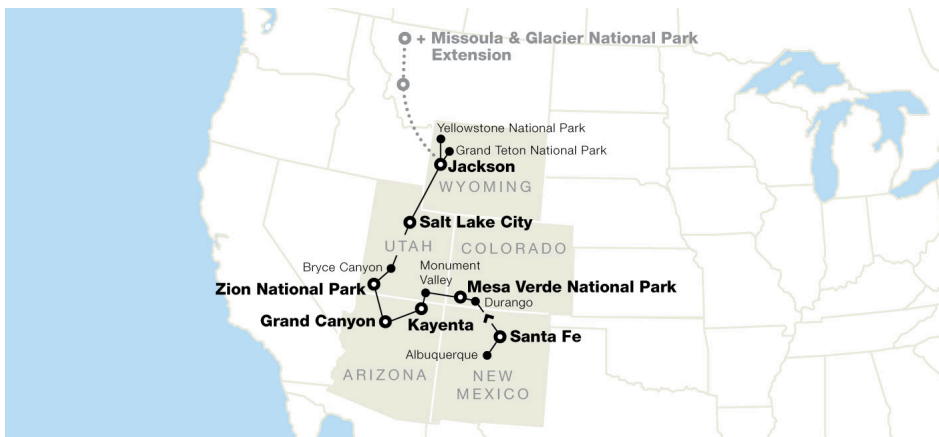 + Missoula & Glacier National Park
Extension
Yellowstone National Park
Grand Teton National Park
Jackson
WYOMING
Salt Lake City
UTAH
COLORADO
Bryce Canyon
Monument
Valley
Zion National Park
Mesa Verde National Park
Durango
Grand Canyon
Kayenta
Santa Fe
Albuquerque
ARIZONA
NEW
MEXICO